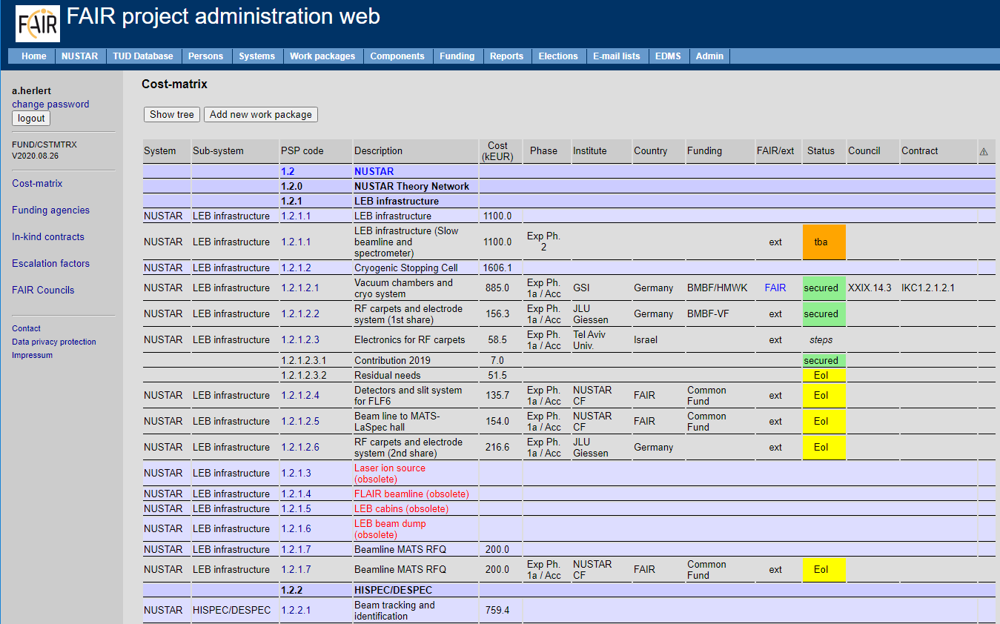 FAIR
FAIR project administration web
Home NUSTAR TUD Database Persons Systems Work packages Components Funding Reports Elections E-mail lists EDMS Admin
a.herlert
change password
logout
FUND/CSTMTRX
V2020.08.26
Cost-matrix
Funding agencies
In-kind contracts
Escalation factors
FAIR Councils
Contact
Data privacy protection
Impressum
Cost-matrix
Show tree Add new work package
System Sub-system PSP code Description Cost (kEUR) Phase Institute Country Funding FAIR/ext Status Council Contract ⚠
1.2 NUSTAR
1.2.0 NUSTAR Theory Network
1.2.1 LEB infrastructure
NUSTAR LEB infrastructure 1.2.1.1 LEB infrastructure 1100.0
NUSTAR LEB infrastructure 1.2.1.1 LEB infrastructure (Slow beamline and spectrometer) 1100.0 Exp Ph. 2 ext tba
NUSTAR LEB infrastructure 1.2.1.2 Cryogenic Stopping Cell 1606.1
NUSTAR LEB infrastructure 1.2.1.2.1 Vacuum chambers and cryo system 885.0 Exp Ph. 1a / Acc GSI Germany BMBF/HMWK FAIR secured XXIX.14.3 IKC1.2.1.2.1
NUSTAR LEB infrastructure 1.2.1.2.2 RF carpets and electrode system (1st share) 156.3 Exp Ph. 1a / Acc JLU Giessen Germany BMBF-VF ext secured
NUSTAR LEB infrastructure 1.2.1.2.3 Electronics for RF carpets 58.5 Exp Ph. 1a / Acc Tel Aviv Univ. Israel ext steps
1.2.1.2.3.1 Contribution 2019 7.0 secured
1.2.1.2.3.2 Residual needs 51.5 EoI
NUSTAR LEB infrastructure 1.2.1.2.4 Detectors and slit system for FLF6 135.7 Exp Ph. 1a / Acc NUSTAR CF FAIR Common Fund ext EoI
NUSTAR LEB infrastructure 1.2.1.2.5 Beam line to MATS-LaSpec hall 154.0 Exp Ph. 1a / Acc NUSTAR CF FAIR Common Fund ext EoI
NUSTAR LEB infrastructure 1.2.1.2.6 RF carpets and electrode system (2nd share) 216.6 Exp Ph. 1a / Acc JLU Giessen Germany ext EoI
NUSTAR LEB infrastructure 1.2.1.3 Laser ion source (obsolete)
NUSTAR LEB infrastructure 1.2.1.4 FLAIR beamline (obsolete)
NUSTAR LEB infrastructure 1.2.1.5 LEB cabins (obsolete)
NUSTAR LEB infrastructure 1.2.1.6 LEB beam dump (obsolete)
NUSTAR LEB infrastructure 1.2.1.7 Beamline MATS RFQ 200.0
NUSTAR LEB infrastructure 1.2.1.7 Beamline MATS RFQ 200.0 Exp Ph. 1a / Acc NUSTAR CF FAIR Common Fund ext EoI
1.2.2 HISPEC/DESPEC
NUSTAR HISPEC/DESPEC 1.2.2.1 Beam tracking and identification 759.4